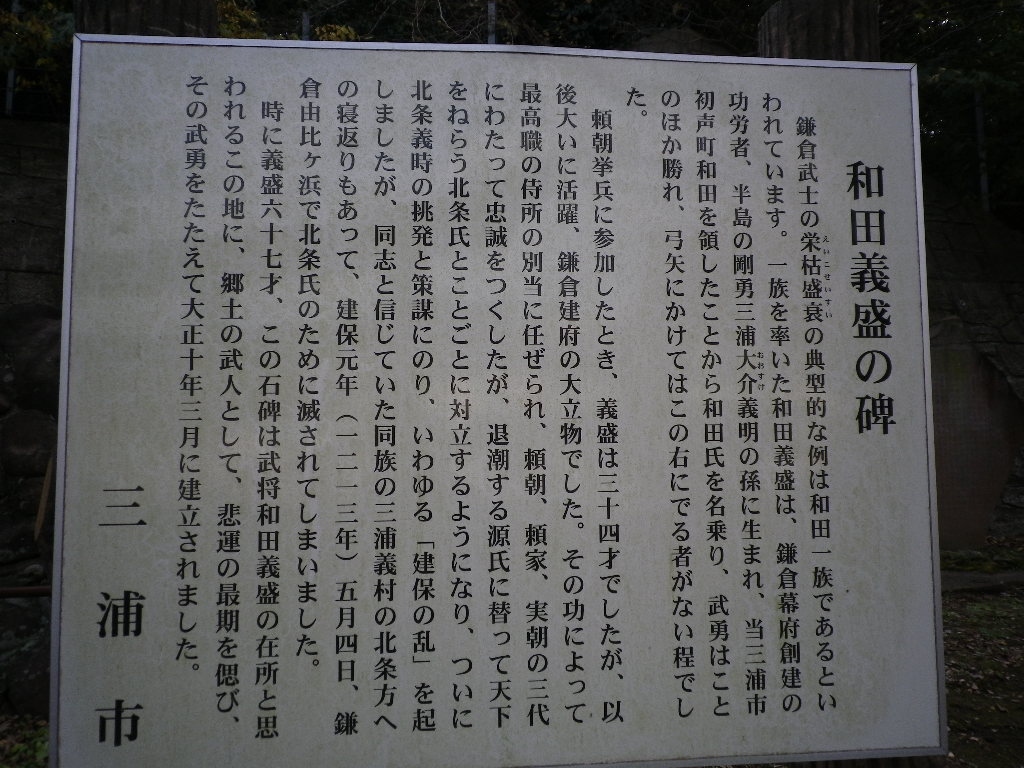 和田義盛の碑
鎌倉武士の栄枯盛衰の典型的な例は和田一族であるとい
えいこせいすい
われています。一族を率いた和田義盛は、鎌倉幕府創建の
功労者、半島の剛勇三浦大介義明の孫に生まれ、当三浦市
おおすけ
初声町和田を領したことから和田氏を名乗り、武勇はこと
のほか勝れ、弓矢にかけてはこの右にでる者がない程でし
た。
頼朝挙兵に参加したとき、義盛は三十四才でしたが、以
後大いに活躍、鎌倉建府の大立物でした。その功によって
最高職の侍所の別当に任ぜられ、頼朝、頼家、実朝の三代
にわたって忠誠をつくしたが、退潮する源氏に替って天下
をねらう北条氏とことごとに対立するようになり、ついに
北条義時の挑発と策謀にのり、いわゆる「建保の乱」を起
しましたが、同志と信じていた同族の三浦義村の北条方へ
の寝返りもあって、建保元年（一二一三年）五月四日、鎌
倉由比ヶ浜で北条氏のために滅されてしまいました。
時に義盛六十七才、この石碑は武将和田義盛の在所と思
われるこの地に、郷土の武人として、悲運の最期を偲び、
その武勇をたたえて大正十年三月に建立されました。
三浦市